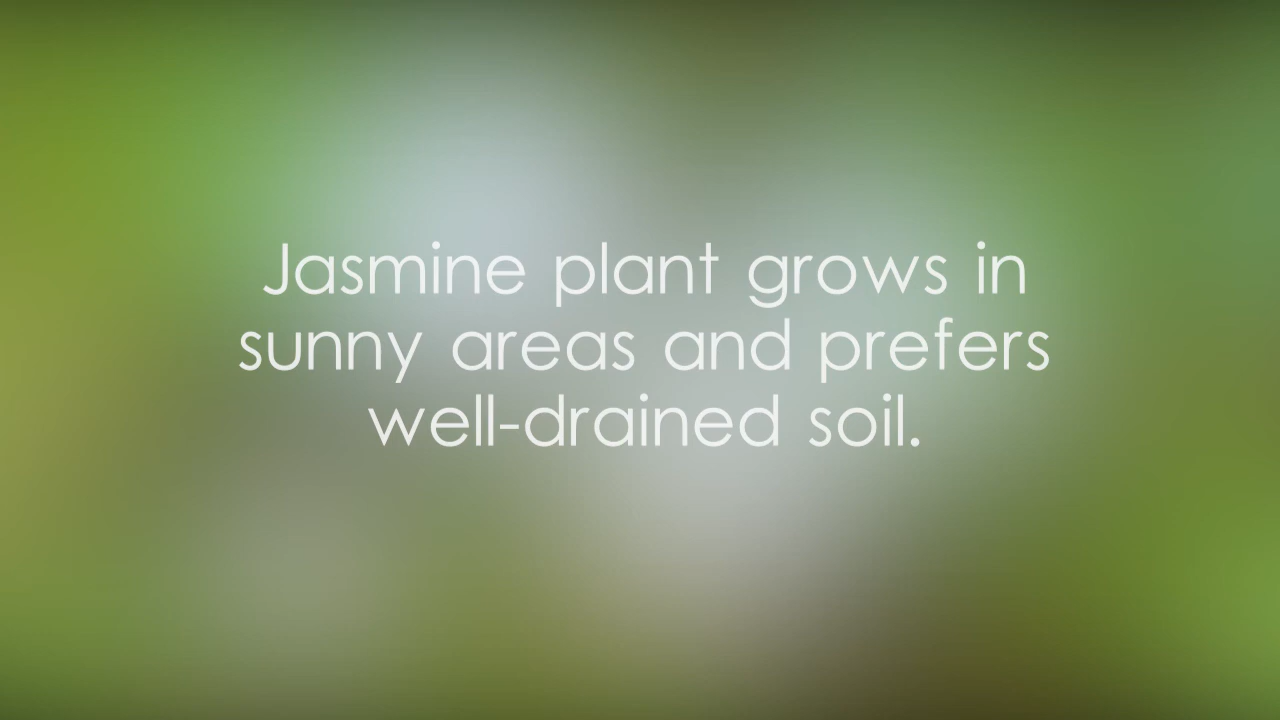 Jasmine plant grows in
sunny areas and prefers
well-drained soil.